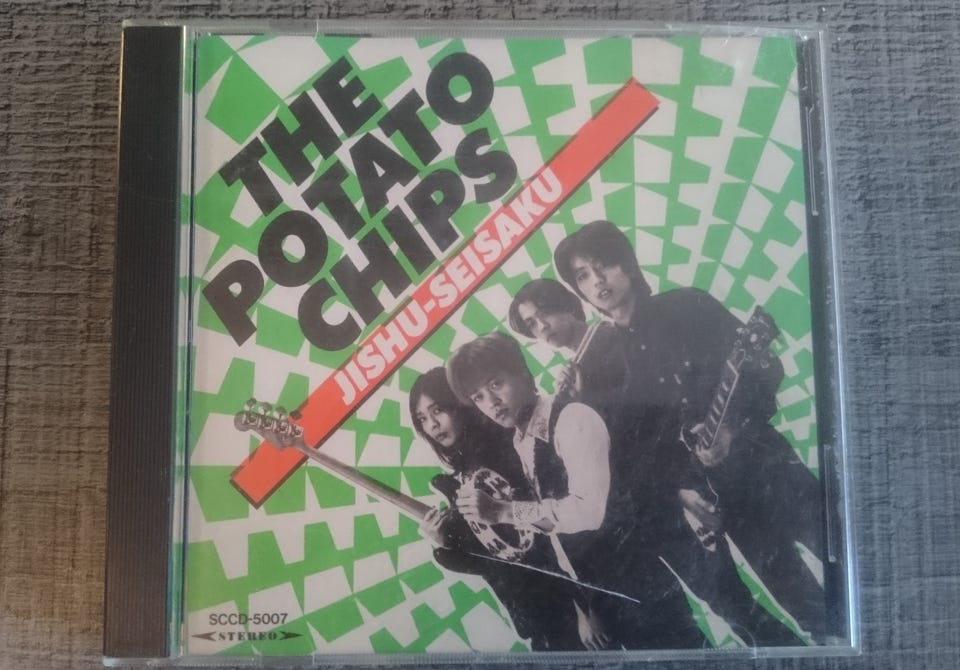 THE
POTATO
CHIPS
JISHU-SEISAKU
SCCD-5007
STEREO